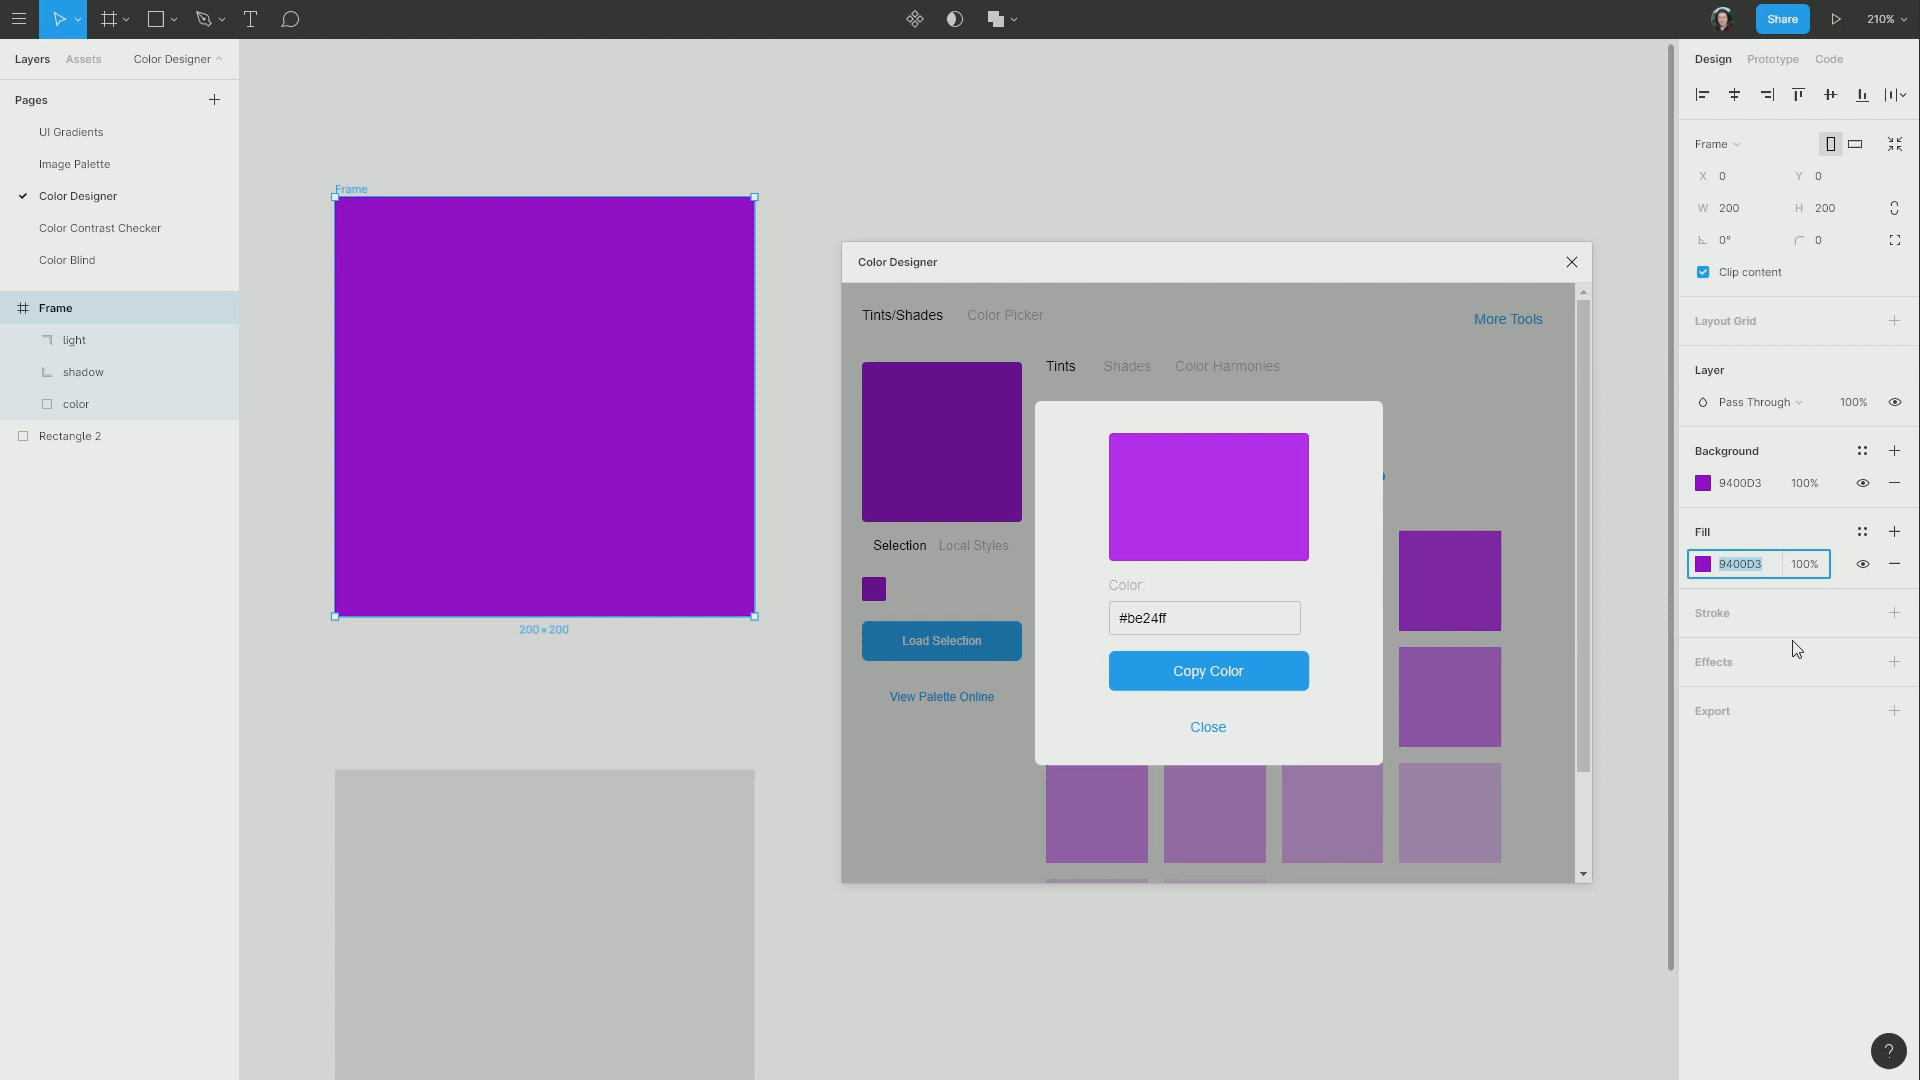 Share
210%
Layers
Assets
Color Designer
Pages
UI Gradients
Image Palette
Color Designer
Color Contrast Checker
Color Blind
Frame
light
shadow
color
Rectangle 2
Frame
200×200
Color Designer
Tints/Shades
Color Picker
More Tools
Tints
Shades
Color Harmonies
Selection
Local Styles
Load Selection
View Palette Online
Color:
#be24ff
Copy Color
Close
Design
Prototype
Code
Frame
X 0
Y 0
W 200
H 200
0°
0
Clip content
Layout Grid
Layer
Pass Through
100%
Background
9400D3
100%
Fill
9400D3
100%
Stroke
Effects
Export
?